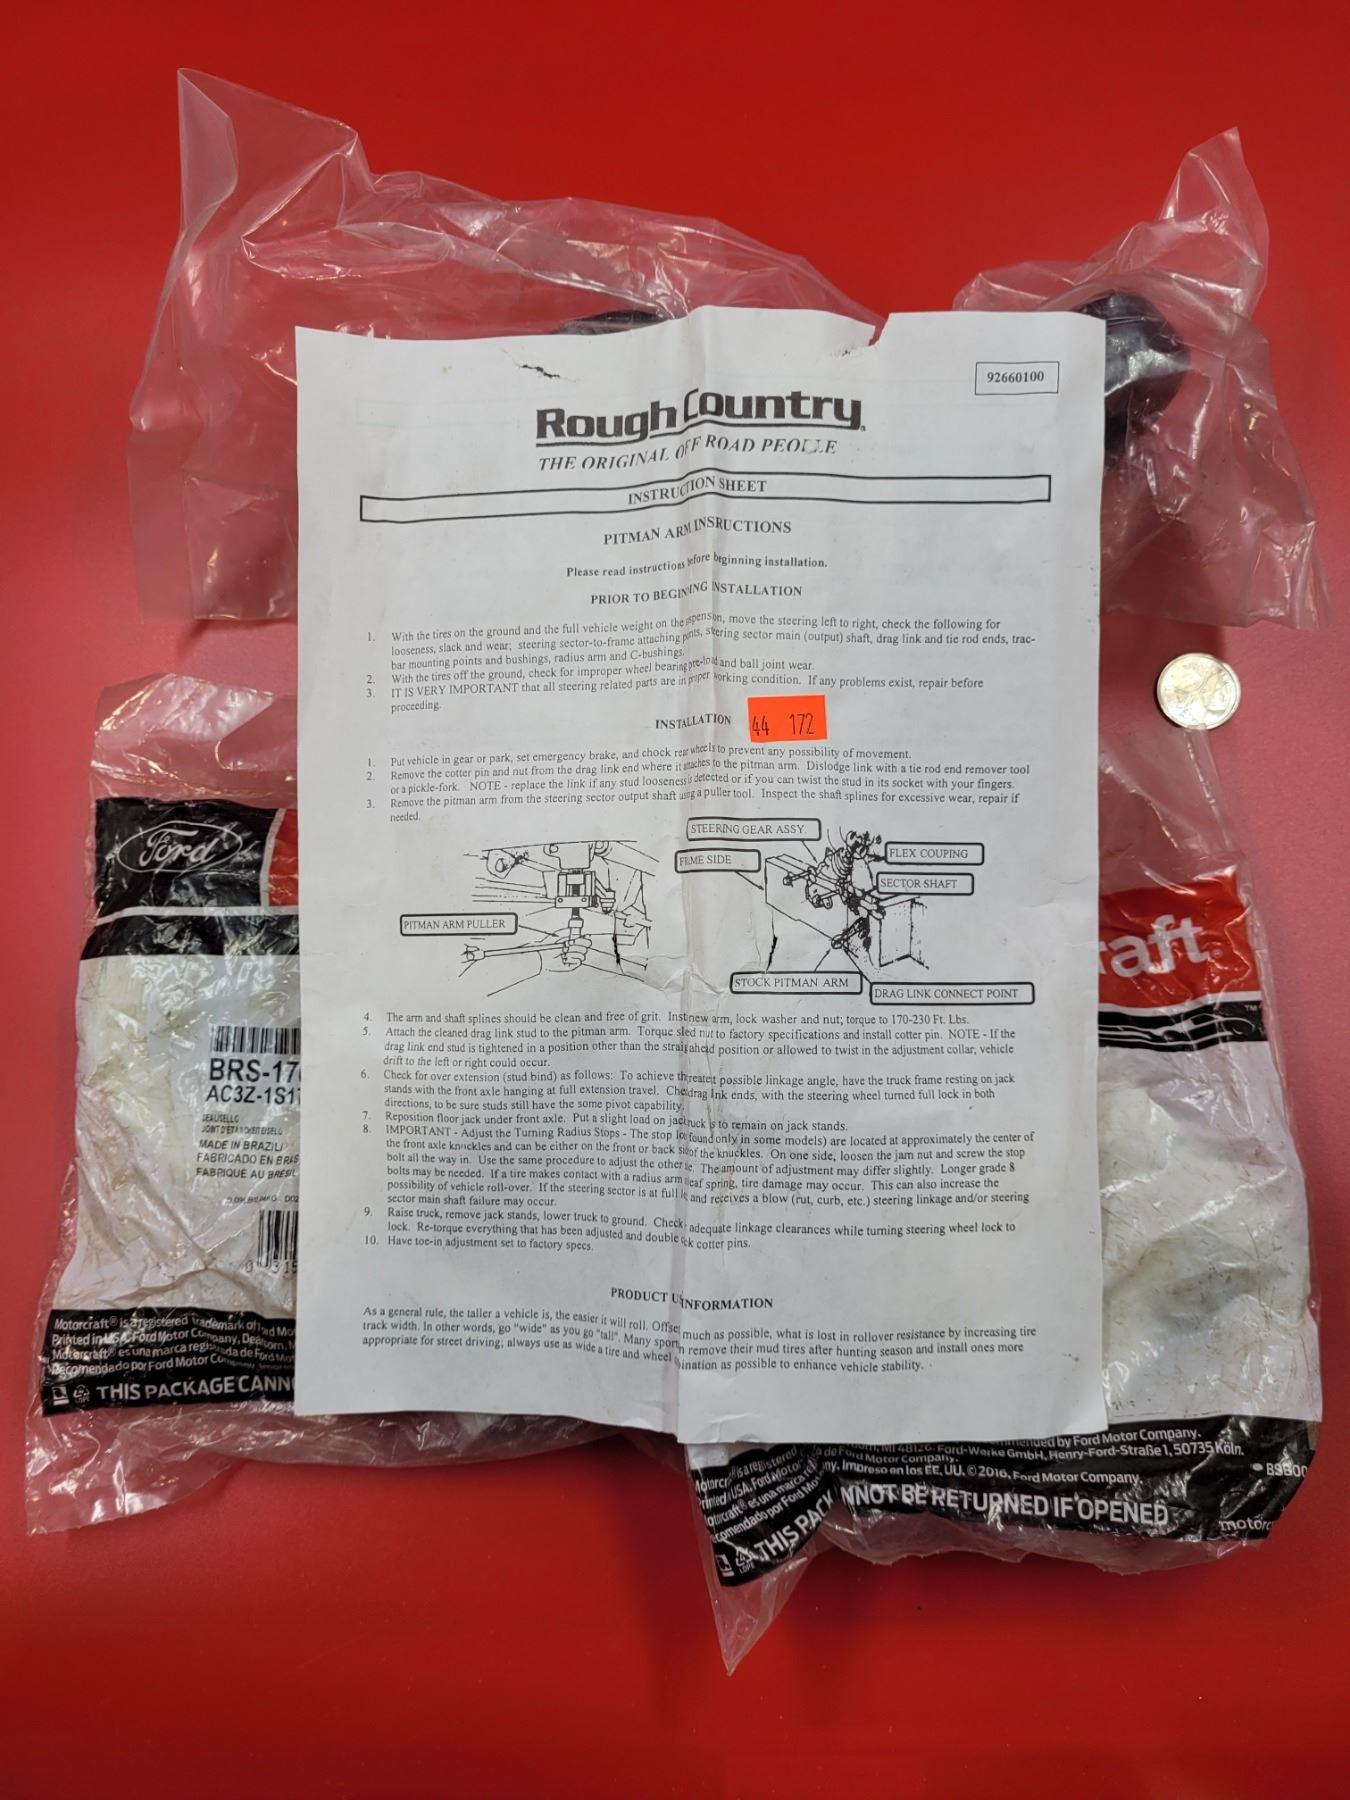 92660100
Rough Country
THE ORIGINAL OFF ROAD PEOPLE
INSTRUCTION SHEET
PITMAN ARM INSRUCTIONS
Please read instructions before beginning installation.
PRIOR TO BEGINNING INSTALLATION
1. With the tires on the ground and the full vehicle weight on the suspenson, move the steering left to right, check the following for
looseness, slack and wear; steering sector-to-frame attaching points, steering sector main (output) shaft, drag link and tie rod ends, trac-
bar mounting points and bushings, radius arm and C-bushings.
2. With the tires off the ground, check for improper wheel bearing pre-load and ball joint wear.
3. IT IS VERY IMPORTANT that all steering related parts are in proper working condition. If any problems exist, repair before
proceeding.
INSTALLATION
44 172
1. Put vehicle in gear or park, set emergency brake, and chock rear wheels to prevent any possibility of movement.
2. Remove the cotter pin and nut from the drag link end where it attaches to the pitman arm. Dislodge link with a tie rod end remover tool
or a pickle-fork. NOTE - replace the link if any stud looseness is detected or if you can twist the stud in its socket with your fingers.
3. Remove the pitman arm from the steering sector output shaft using a puller tool. Inspect the shaft splines for excessive wear, repair if
needed.
STEERING GEAR ASSY.
FLEX COUPING
SIDE
SECTOR SHAFT
PITMAN ARM PULLER
STOCK PITMAN ARM
DRAG LINK CONNECT POINT
4. The arm and shaft splines should be clean and free of grit. new arm, lock washer and nut; torque to 170-230 Ft. Lbs.
5. Attach the cleaned drag link stud to the pitman arm. Torque nut to factory specifications and install cotter pin. NOTE - If the
drag link end stud is tightened in a position other than the ahead position or allowed to twist in the adjustment collar, vehicle
drift to the left or right could occur.
6. Check for over extension (stud bind) as follows: To achieve possible linkage angle, have the truck frame resting on jack
stands with the front axle hanging at full extension travel. ends, with the steering wheel turned full lock in both
directions, to be sure studs still have the some pivot capability.
7. Reposition floor jack under front axle. Put a slight load on is to remain on jack stands.
8. IMPORTANT - Adjust the Turning Radius Stops - The stop found only in some models) are located at approximately the center of
the front axle knuckles and can be either on the front or back of the knuckles. On one side, loosen the jam nut and screw the stop
bolt all the way in. Use the same procedure to adjust the other The amount of adjustment may differ slightly. Longer grade 8
bolts may be needed. If a tire makes contact with a radius arm leaf spring, tire damage may occur. This can also increase the
possibility of vehicle roll-over. If the steering sector is at full and receives a blow (rut, curb, etc.) steering linkage and/or steering
sector main shaft failure may occur.
9. Raise truck, remove jack stands, lower truck to ground. Check adequate linkage clearances while turning steering wheel lock to
lock. Re-torque everything that has been adjusted and double cotter pins.
10. Have toe-in adjustment set to factory specs.
PRODUCT INFORMATION
As a general rule, the taller a vehicle is, the easier it will roll. Offset much as possible, what is lost in rollover resistance by increasing tire
track width. In other words, go "wide" as you go "tall". Many remove their mud tires after hunting season and install ones more
appropriate for street driving; always use as wide a tire and wheel as possible to enhance vehicle stability.
Ford
BRS-17
AC3Z-1S1
MADE IN BRAZIL/
FABRICADO EN BRAS
FABRIQUÉ AU BRÉSIL
Motorcraft® is a registered trademark of
Printed in USA, Ford Motor Company,
Motorcraft® es una marca de Ford
Recomendado por Ford Motor
THIS PACKAGE CANN
raft
TM
by Ford Motor Company.
Ford-Werke GmbH, Henry-Ford-Straße 1, 50735 Köln.
Impreso en los EE. UU. © 2016, Ford Motor Company.
THIS PACK NNOT BE RETURNED IF OPENED
LDPE